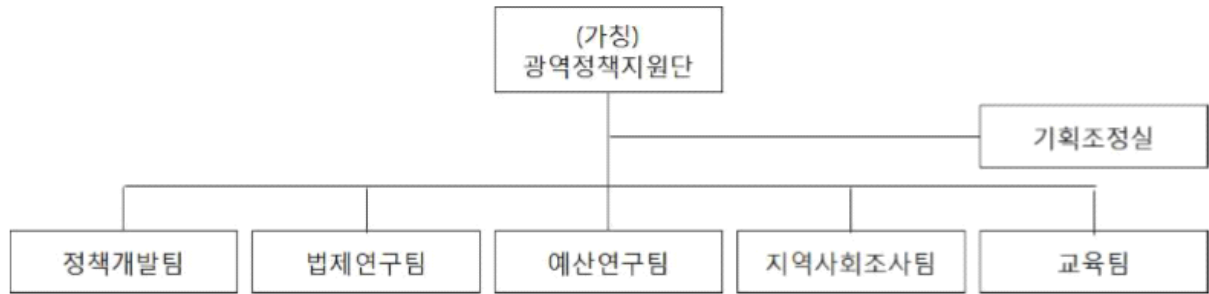 (가칭)
광역정책지원단
기획조정실
정책개발팀
법제연구팀
예산연구팀
지역사회조사팀
교육팀